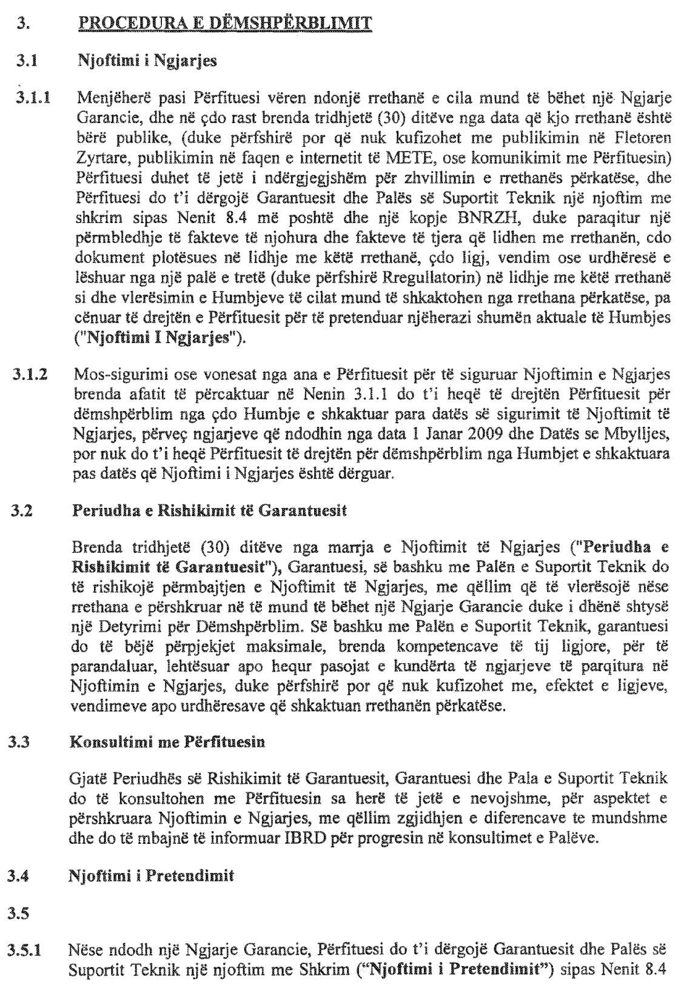 3. PROCEDURA E DËMSHPËRBLIMIT
3.1 Njoftimi i Ngjarjes
3.1.1 Menjëherë pasi Përfituesi vëren ndonjë rrethanë e cila mund të bëhet një Ngjarje
Garancie, dhe në çdo rast brenda tridhjetë (30) ditëve nga data që kjo rrethanë është
bërë publike, (duke përfshirë por që nuk kufizohet me publikimin në Fletoren
Zyrtare, publikimin në faqen e internetit të METE, ose komunikimit me Përfituesin)
Përfituesi duhet të jetë i ndërgjegjshëm për zhvillimin e rrethanës përkatëse, dhe
Përfituesi do t'i dërgojë Garantuesit dhe Palës së Suportit Teknik një njoftim me
shkrim sipas Nenit 8.4 më poshtë dhe një kopje BNRZH, duke paraqitur një
përmbledhje të fakteve të njohura dhe fakteve të tjera që lidhen me rrethanën, cdo
dokument plotësues në lidhje me këtë rrethanë, çdo ligj, vendim ose urdhëresë e
lëshuar nga një palë e tretë (duke përfshirë Rregullatorin) në lidhje me këtë rrethanë
si dhe vlerësimin e Humbjeve të cilat mund të shkaktohen nga rrethana përkatëse, pa
cënuar të drejtën e Përfituesit për të pretenduar njëherazi shumën aktuale të Humbjes
("Njoftimi I Ngjarjes").
3.1.2 Mos-sigurimi ose vonesat nga ana e Përfituesit për të siguruar Njoftimin e Ngjarjes
brenda afatit të përcaktuar në Nenin 3.1.1 do t'i heqë të drejtën Përfituesit për
dëmshpërblim nga çdo Humbje e shkaktuar para datës së sigurimit të Njoftimit të
Ngjarjes, përveç ngjarjeve që ndodhin nga data 1 Janar 2009 dhe Datës se Mbylljes,
por nuk do t'i heqë Përfituesit të drejtën për dëmshpërblim nga Humbjet e shkaktuara
pas datës që Njoftimi i Ngjarjes është dërguar.
3.2 Periudha e Rishikimit të Garantuesit
Brenda tridhjetë (30) ditëve nga marrja e Njoftimit të Ngjarjes ("Periudha e
Rishikimit të Garantuesit"), Garantuesi, së bashku me Palën e Suportit Teknik do
të rishikojë përmbajtjen e Njoftimit të Ngjarjes, me qëllim që të vlerësojë nëse
rrethana e përshkruar në të mund të bëhet një Ngjarje Garancie duke i dhënë shtysë
një Detyrimi për Dëmshpërblim. Së bashku me Palën e Suportit Teknik, garantuesi
do të bëjë përpjekjet maksimale, brenda kompetencave të tij ligjore, për të
parandaluar, lehtësuar apo hequr pasojat e kundërta të ngjarjeve të parqitura në
Njoftimin e Ngjarjes, duke përfshirë por që nuk kufizohet me, efektet e ligjeve,
vendimeve apo urdhëresave që shkaktuan rrethanën përkatëse.
3.3 Konsultimi me Përfituesin
Gjatë Periudhës së Rishikimit të Garantuesit, Garantuesi dhe Pala e Suportit Teknik
do të konsultohen me Përfituesin sa herë të jetë e nevojshme, për aspektet e
përshkruara Njoftimin e Ngjarjes, me qëllim zgjidhjen e diferencave te mundshme
dhe do të mbajnë të informuar IBRD për progresin në konsultimet e Palëve.
3.4 Njoftimi i Pretendimit
3.5
3.5.1 Nëse ndodh një Ngjarje Garancie, Përfituesi do t'i dërgojë Garantuesit dhe Palës së
Suportit Teknik një njoftim me Shkrim (“Njoftimi i Pretendimit”) sipas Nenit 8.4